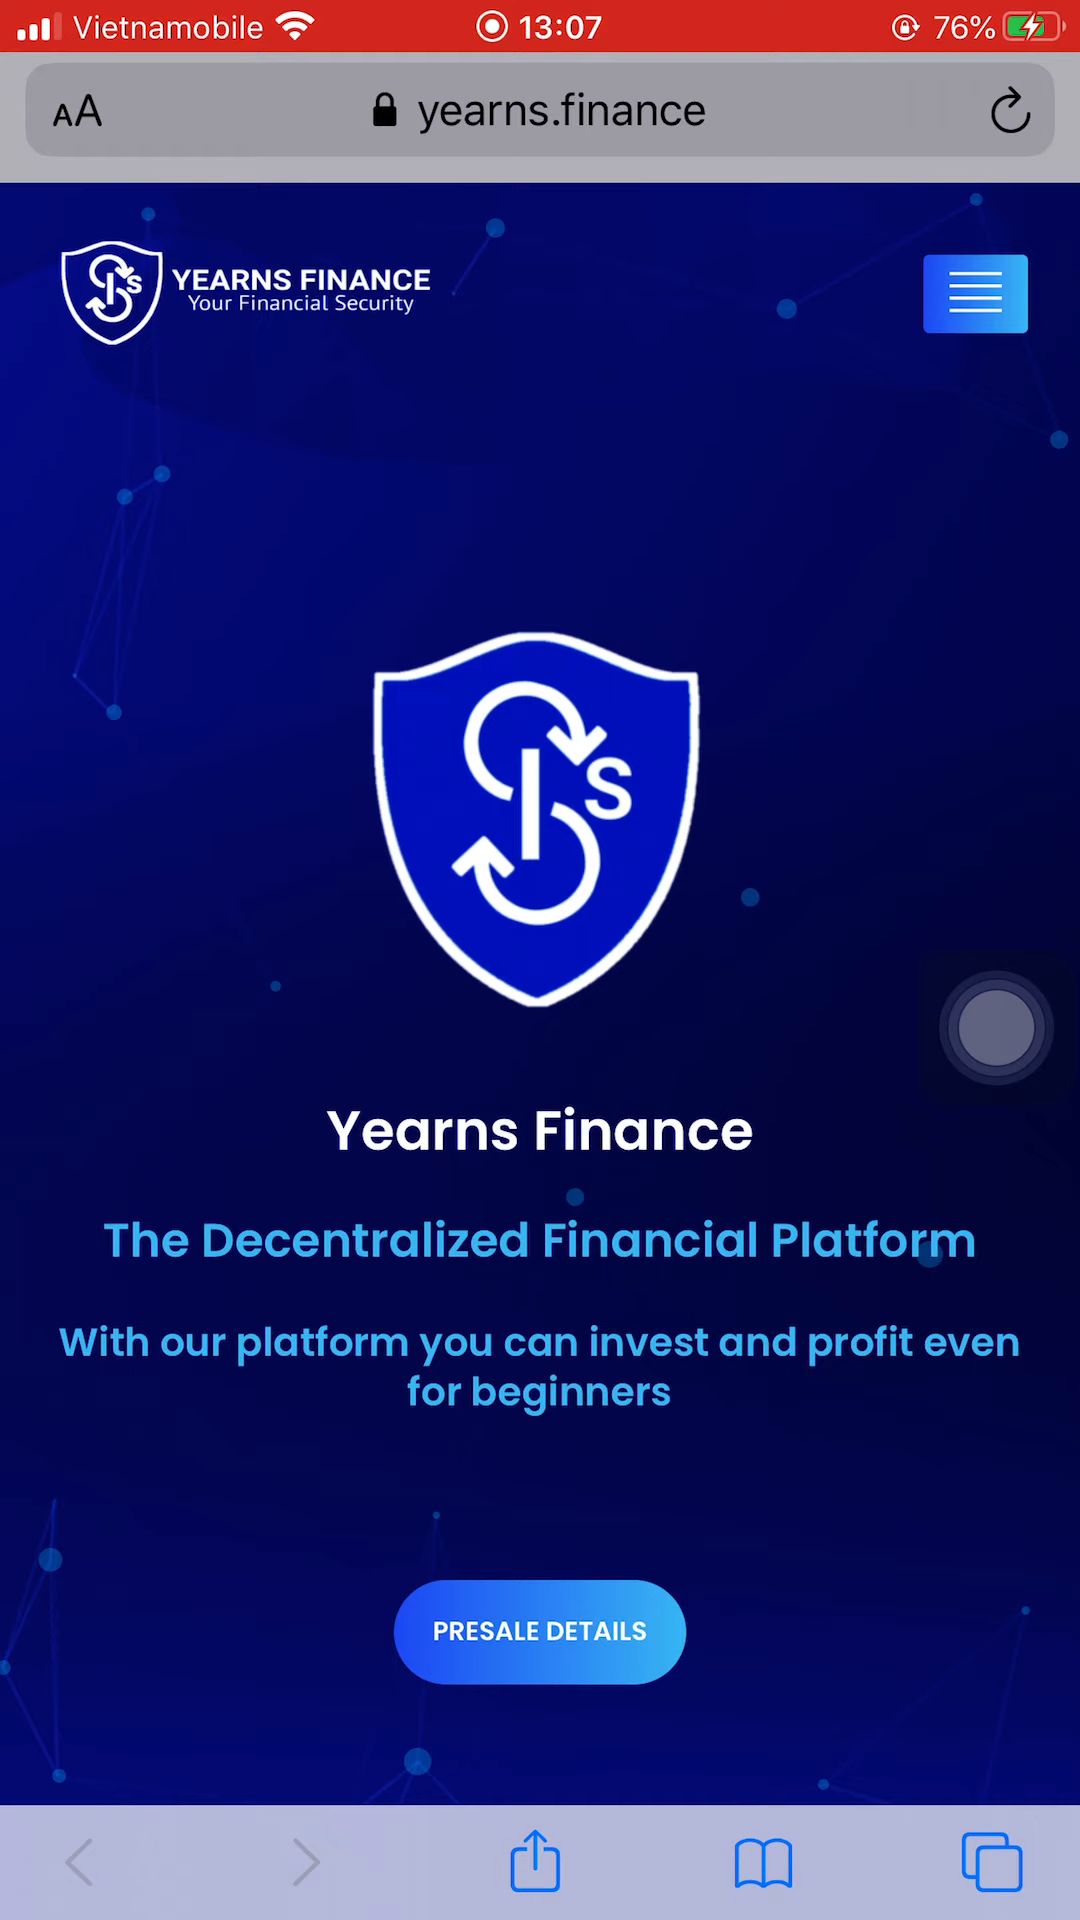 Vietnamobile 13:07 76%
AA yearns.finance
YEARNS FINANCE
Your Financial Security
S
Yearns Finance
The Decentralized Financial Platform
With our platform you can invest and profit even
for beginners
PRESALE DETAILS